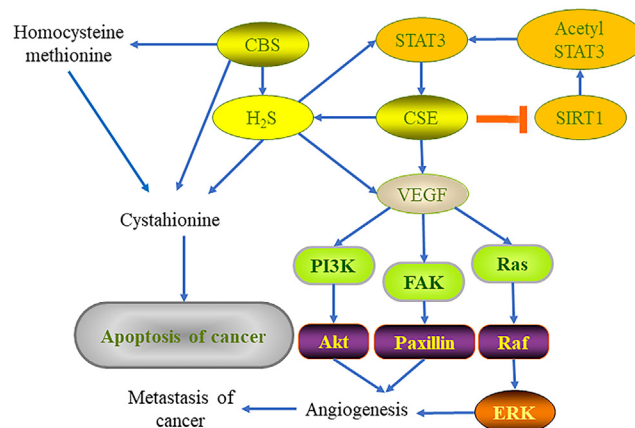 Homocysteine
methionine
CBS
STAT3
Acetyl
STAT3
H₂S
CSE
SIRT1
VEGF
Cystahionine
PI3K
FAK
Ras
Apoptosis of cancer
Akt
Paxillin
Raf
Metastasis of
cancer
Angiogenesis
ERK